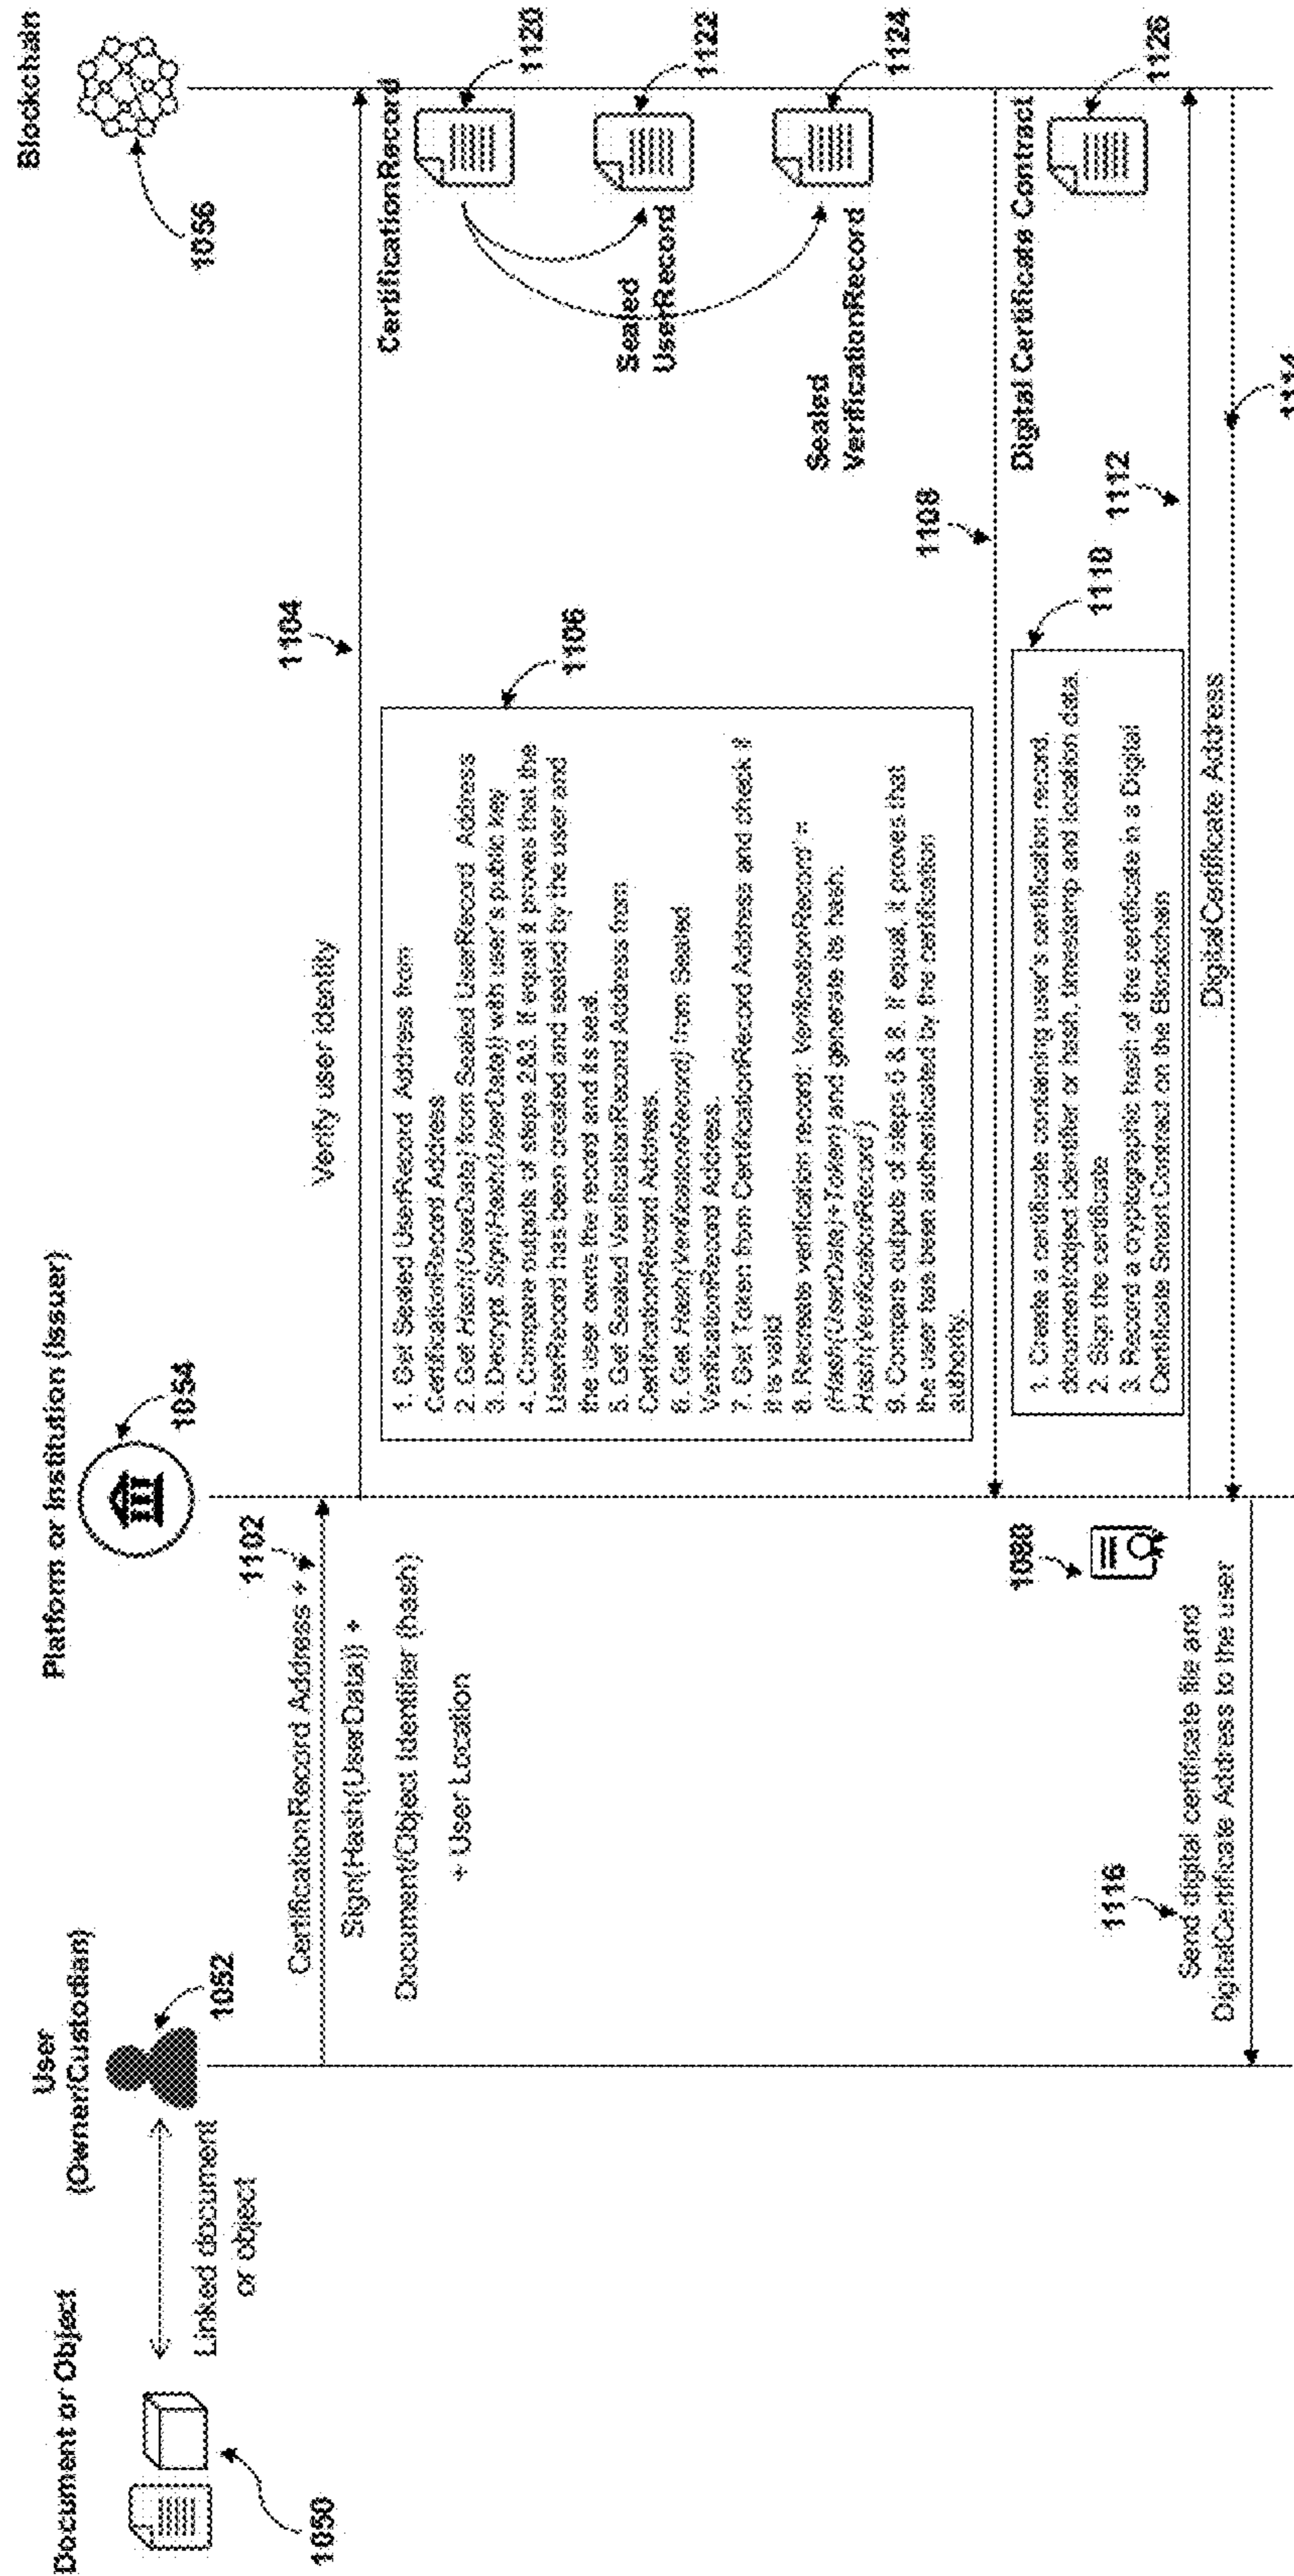 Document or Object
1050
Linked document
or object
User
(Owner/Custodian)
1052
Platform or Institution (Issuer)
1054
Blockchain
1056
1102
CertificationRecord Address +
Sign(Hash(UserData)) +
Document/Object Identifier (hash)
+ User Location
Verify user identity
1104
1106
1. Get Sealed UserRecord Address from
CertificationRecord Address
2. Get Hash(UserData) from Sealed UserRecord Address
3. Decrypt Sign(Hash(UserData)) with user's public key
4. Compare outputs of steps 2&3. If equal it proves that the
UserRecord has been created and sealed by the user and
the user owns the record and its seal.
5. Get Sealed VerificationRecord Address from
CertificationRecord Address.
6. Get Hash(VerificationRecord) from Sealed
VerificationRecord Address.
7. Get Token from CertificationRecord Address and check if
it is valid
8. Recreate verification record: VerificationRecord' =
(Hash(UserData)+Token) and generate its hash:
Hash(VerificationRecord')
9. Compare outputs of steps 6 & 8. If equal, it proves that
the user has been authenticated by the certification
authority.
CertificationRecord
1120
Sealed
UserRecord
1122
Sealed
VerificationRecord
1124
1108
Digital Certificate Contract
1126
1110
1. Create a certificate containing user's certification record,
document/object identifier or hash, timestamp and location data.
2. Sign the certificate
3. Record a cryptographic hash of the certificate in a Digital
Certificate Smart Contract on the Blockchain
1112
DigitalCertificate Address
1114
1080
1116
Send digital certificate file and
DigitalCertificate Address to the user